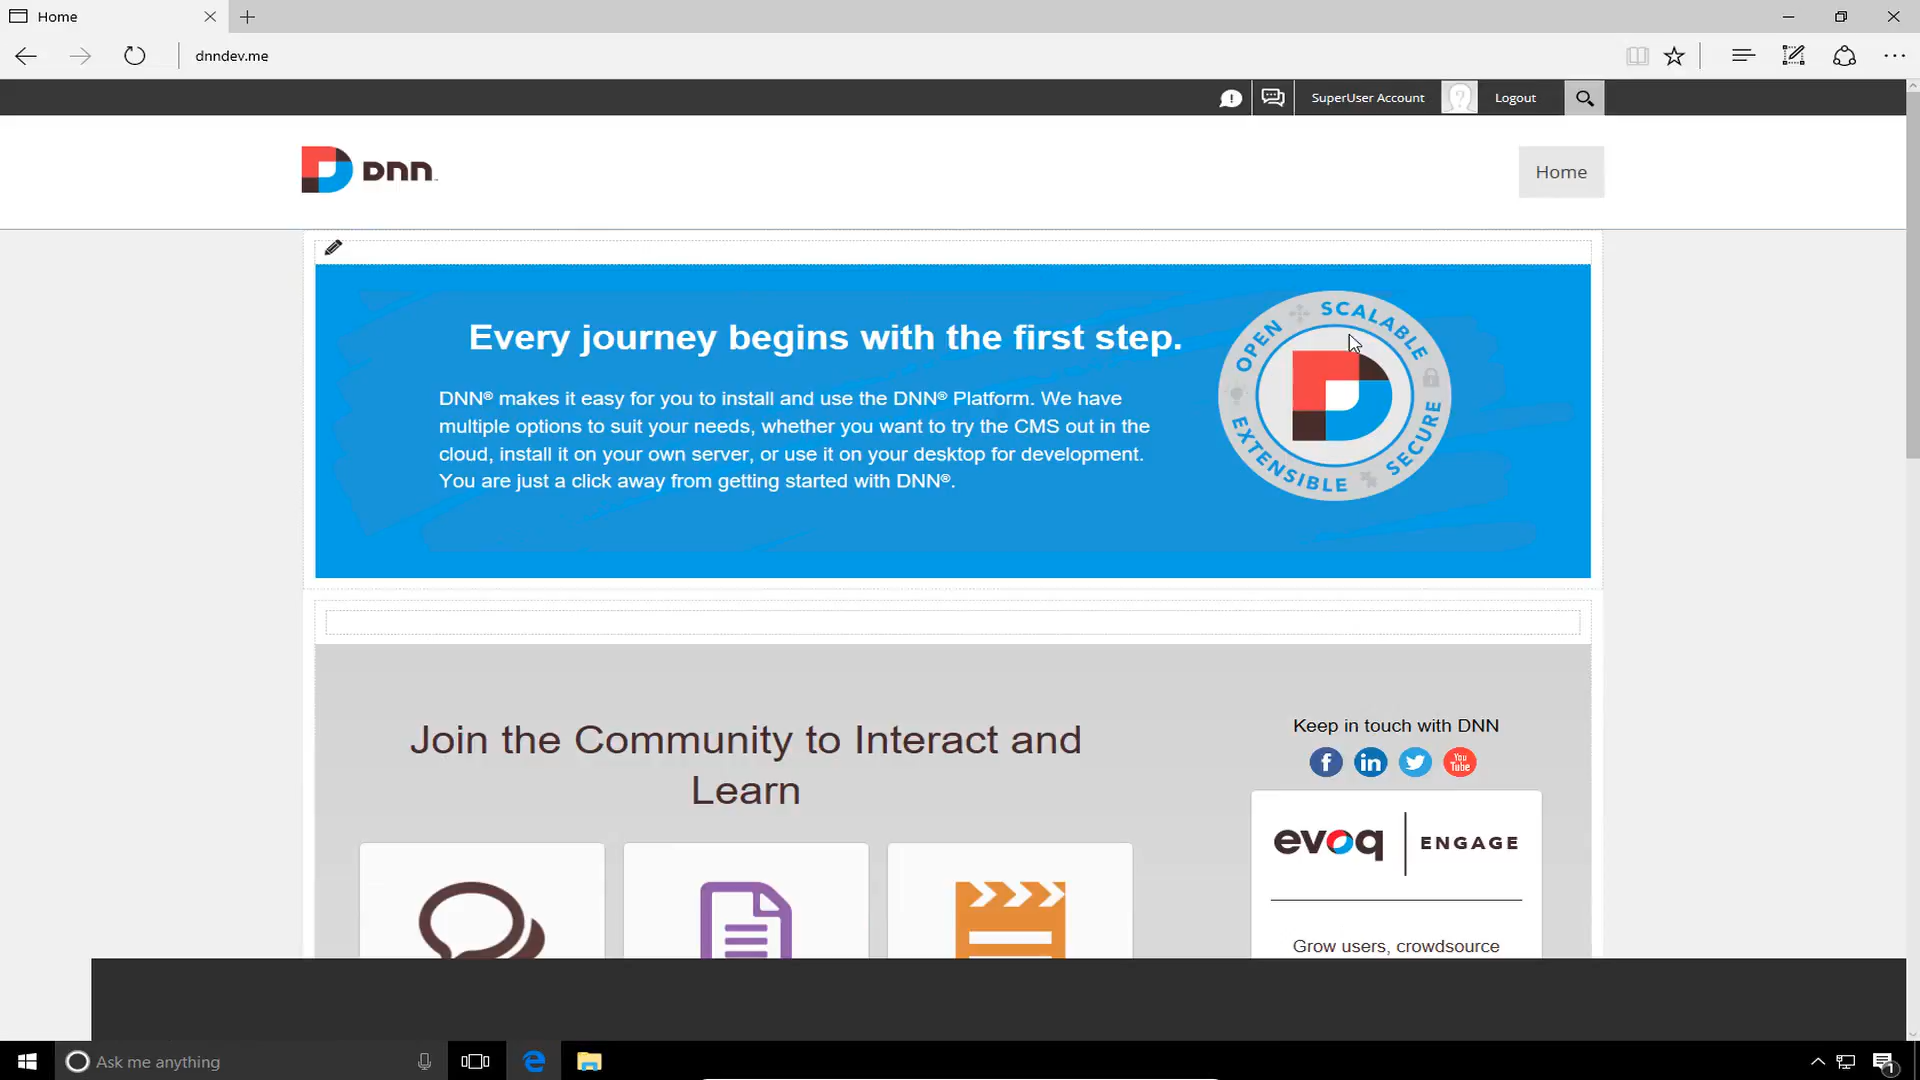 Home
dnndev.me
SuperUser Account
Logout
DNN
Home
Every journey begins with the first step.
OPEN SCALABLE SECURE EXTENSIBLE
DNN® makes it easy for you to install and use the DNN® Platform. We have
multiple options to suit your needs, whether you want to try the CMS out in the
cloud, install it on your own server, or use it on your desktop for development.
You are just a click away from getting started with DNN®.
Join the Community to Interact and
Learn
Keep in touch with DNN
f in You Tube
evoq ENGAGE
Grow users, crowdsource
Ask me anything
1